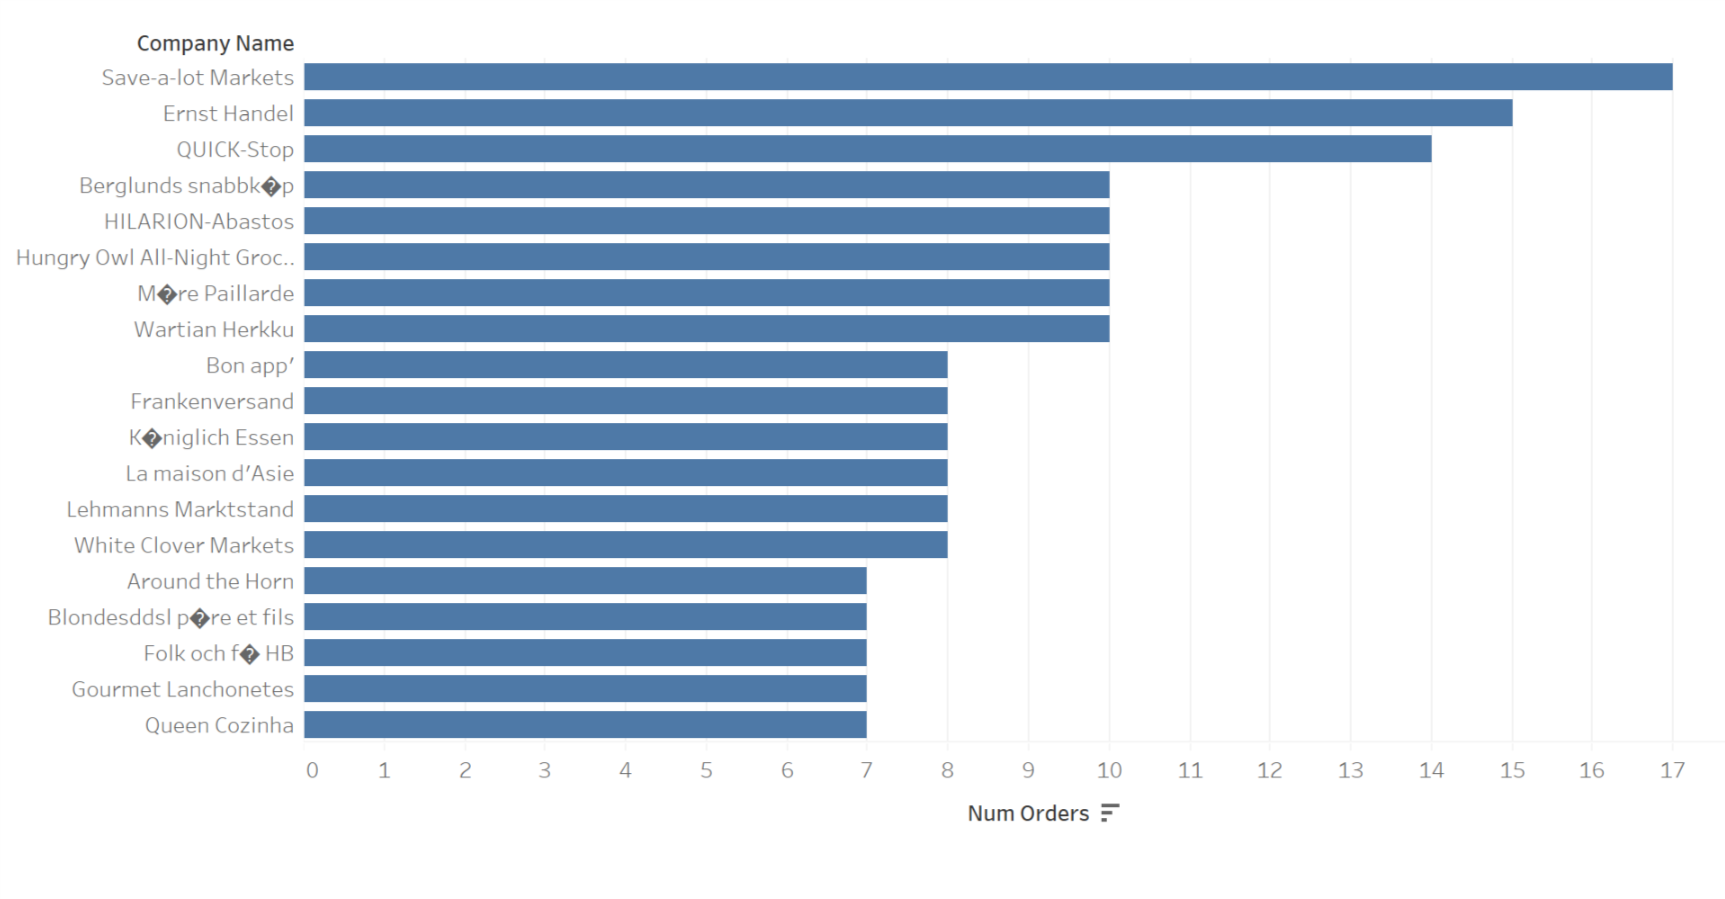 Company Name
Save-a-lot Markets
Ernst Handel
QUICK-Stop
Berglunds snabbk�p
HILARION-Abastos
Hungry Owl All-Night Groc..
M�re Paillarde
Wartian Herkku
Bon app'
Frankenversand
K�niglich Essen
La maison d'Asie
Lehmanns Marktstand
White Clover Markets
Around the Horn
Blondesddsl p�re et fils
Folk och f� HB
Gourmet Lanchonetes
Queen Cozinha
0 1 2 3 4 5 6 7 8 9 10 11 12 13 14 15 16 17
Num Orders